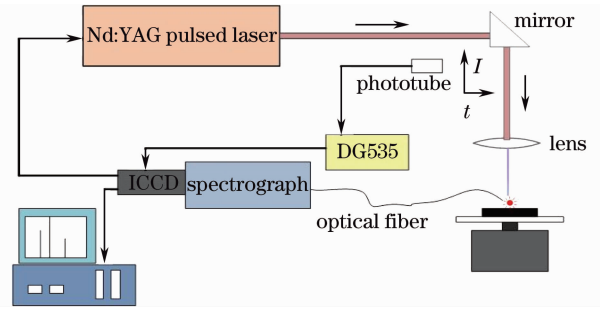 Nd:YAG pulsed laser
mirror
I
phototube
t
lens
DG535
ICCD
spectrograph
optical fiber